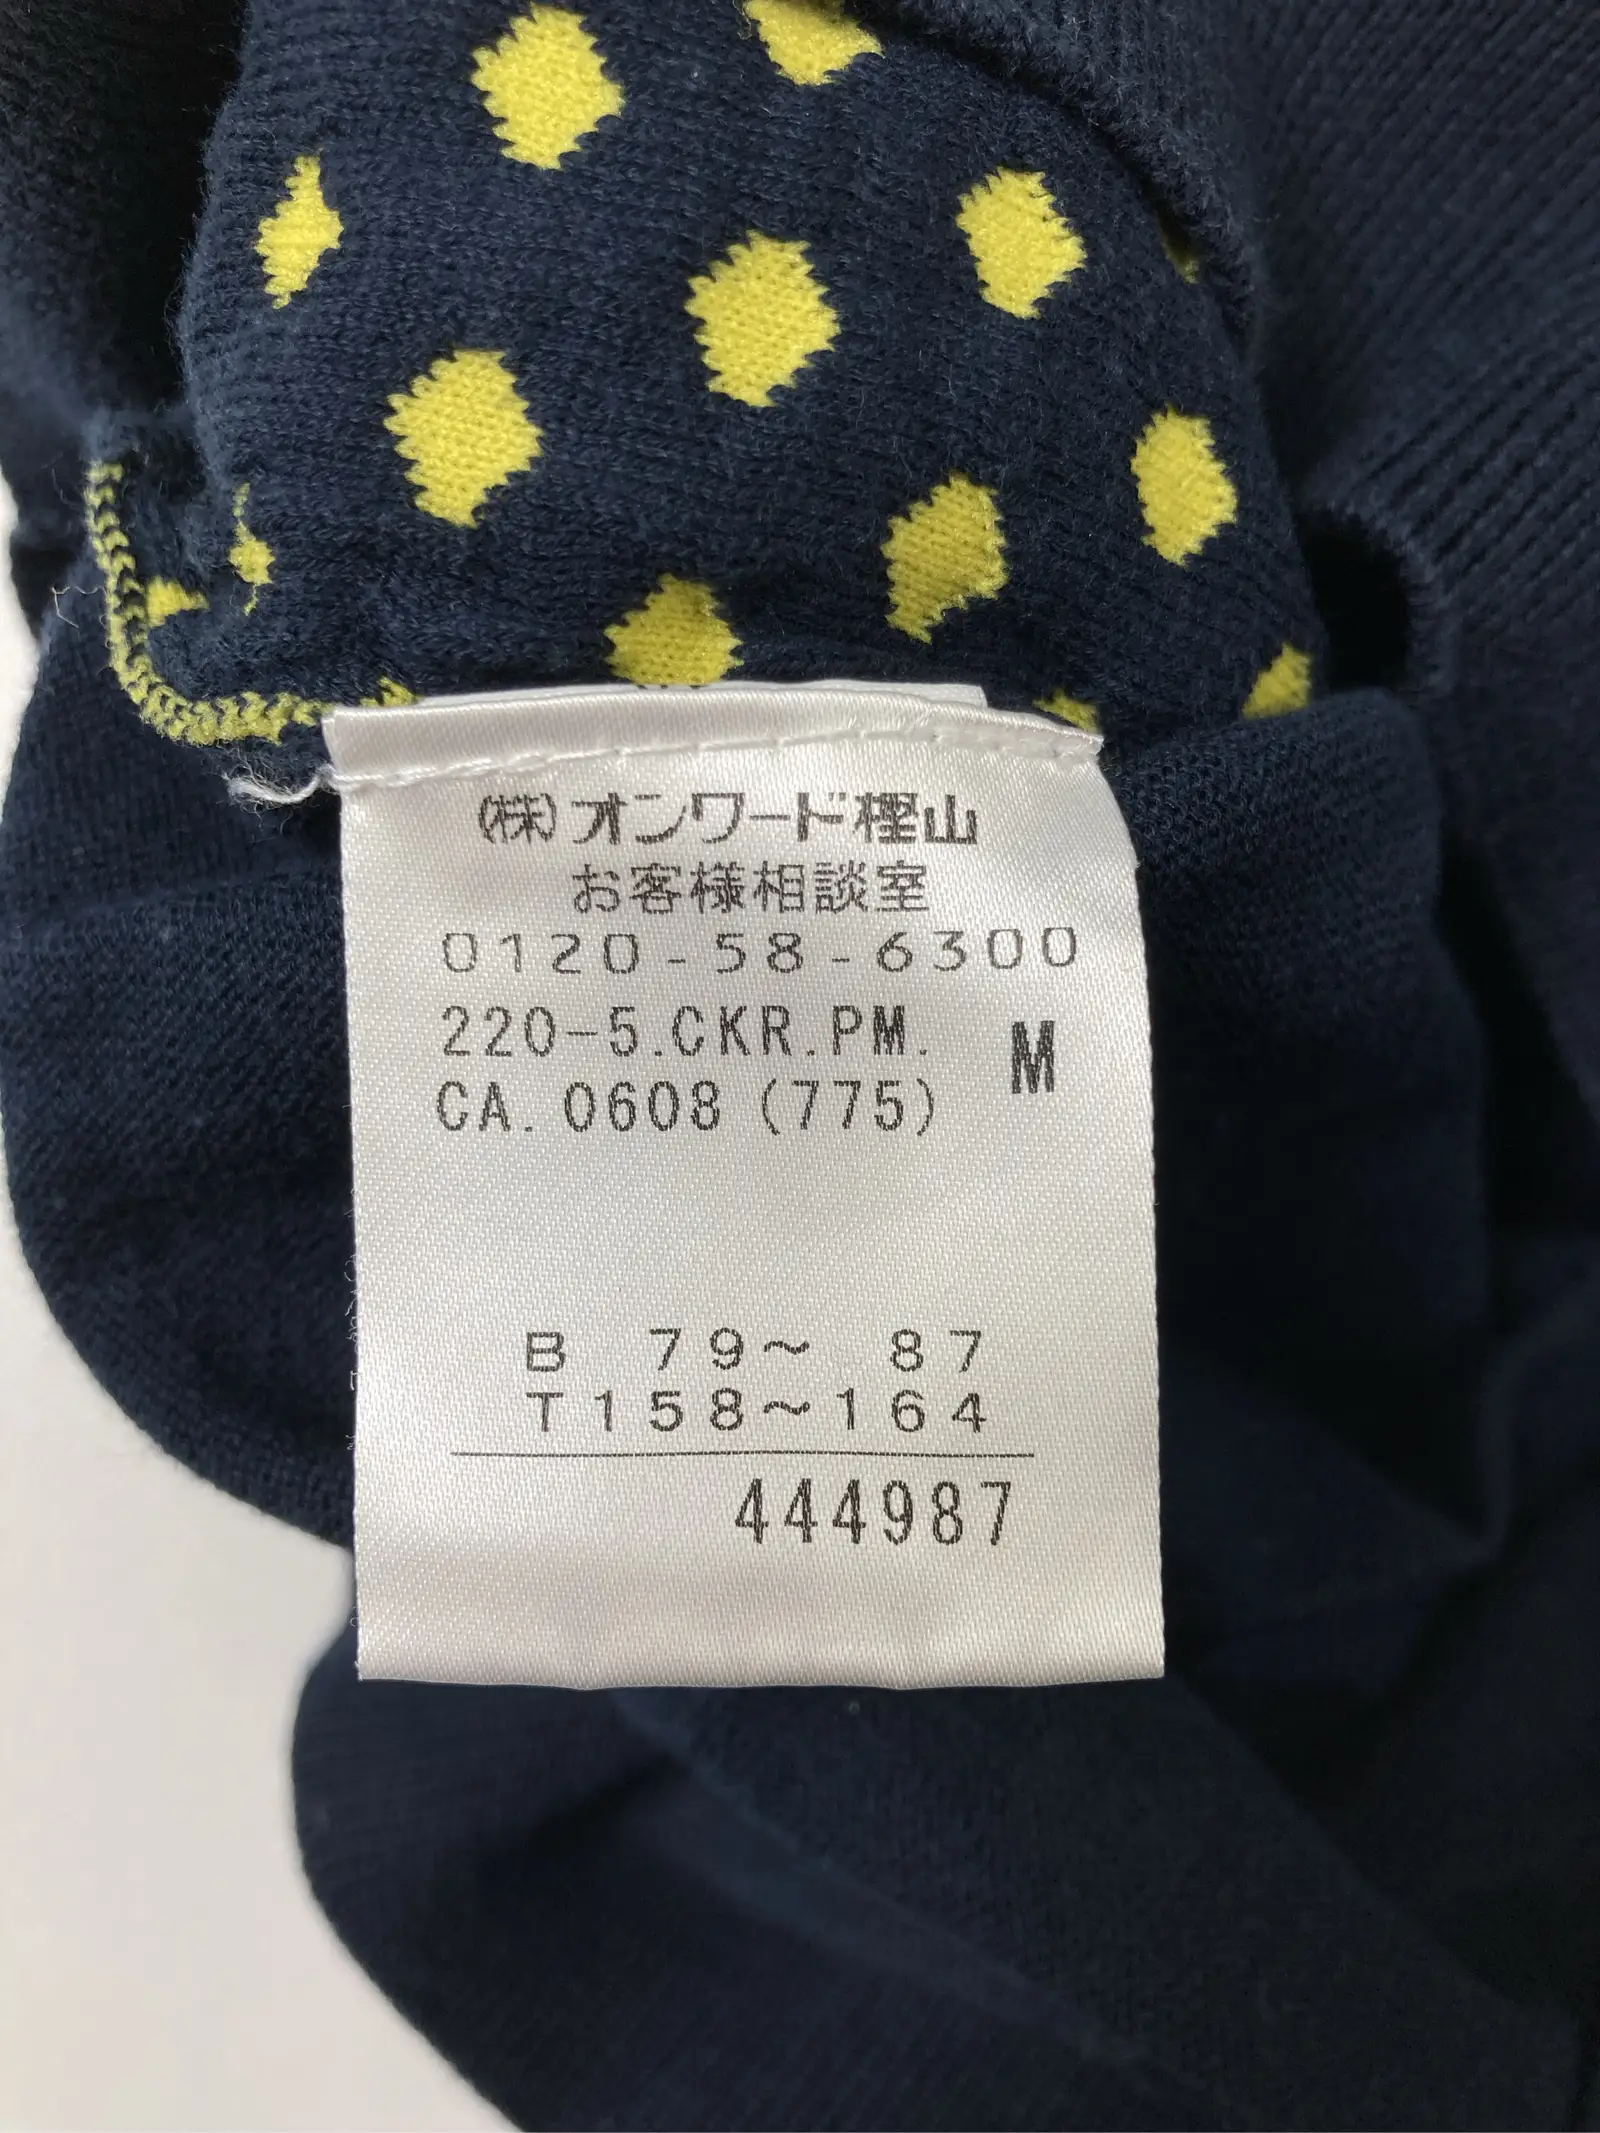 (株)オンワード樫山
お客様相談室
0120-58-6300
220-5.CKR.PM. M
CA.0608(775)
B 79~ 87
T158~164
444987